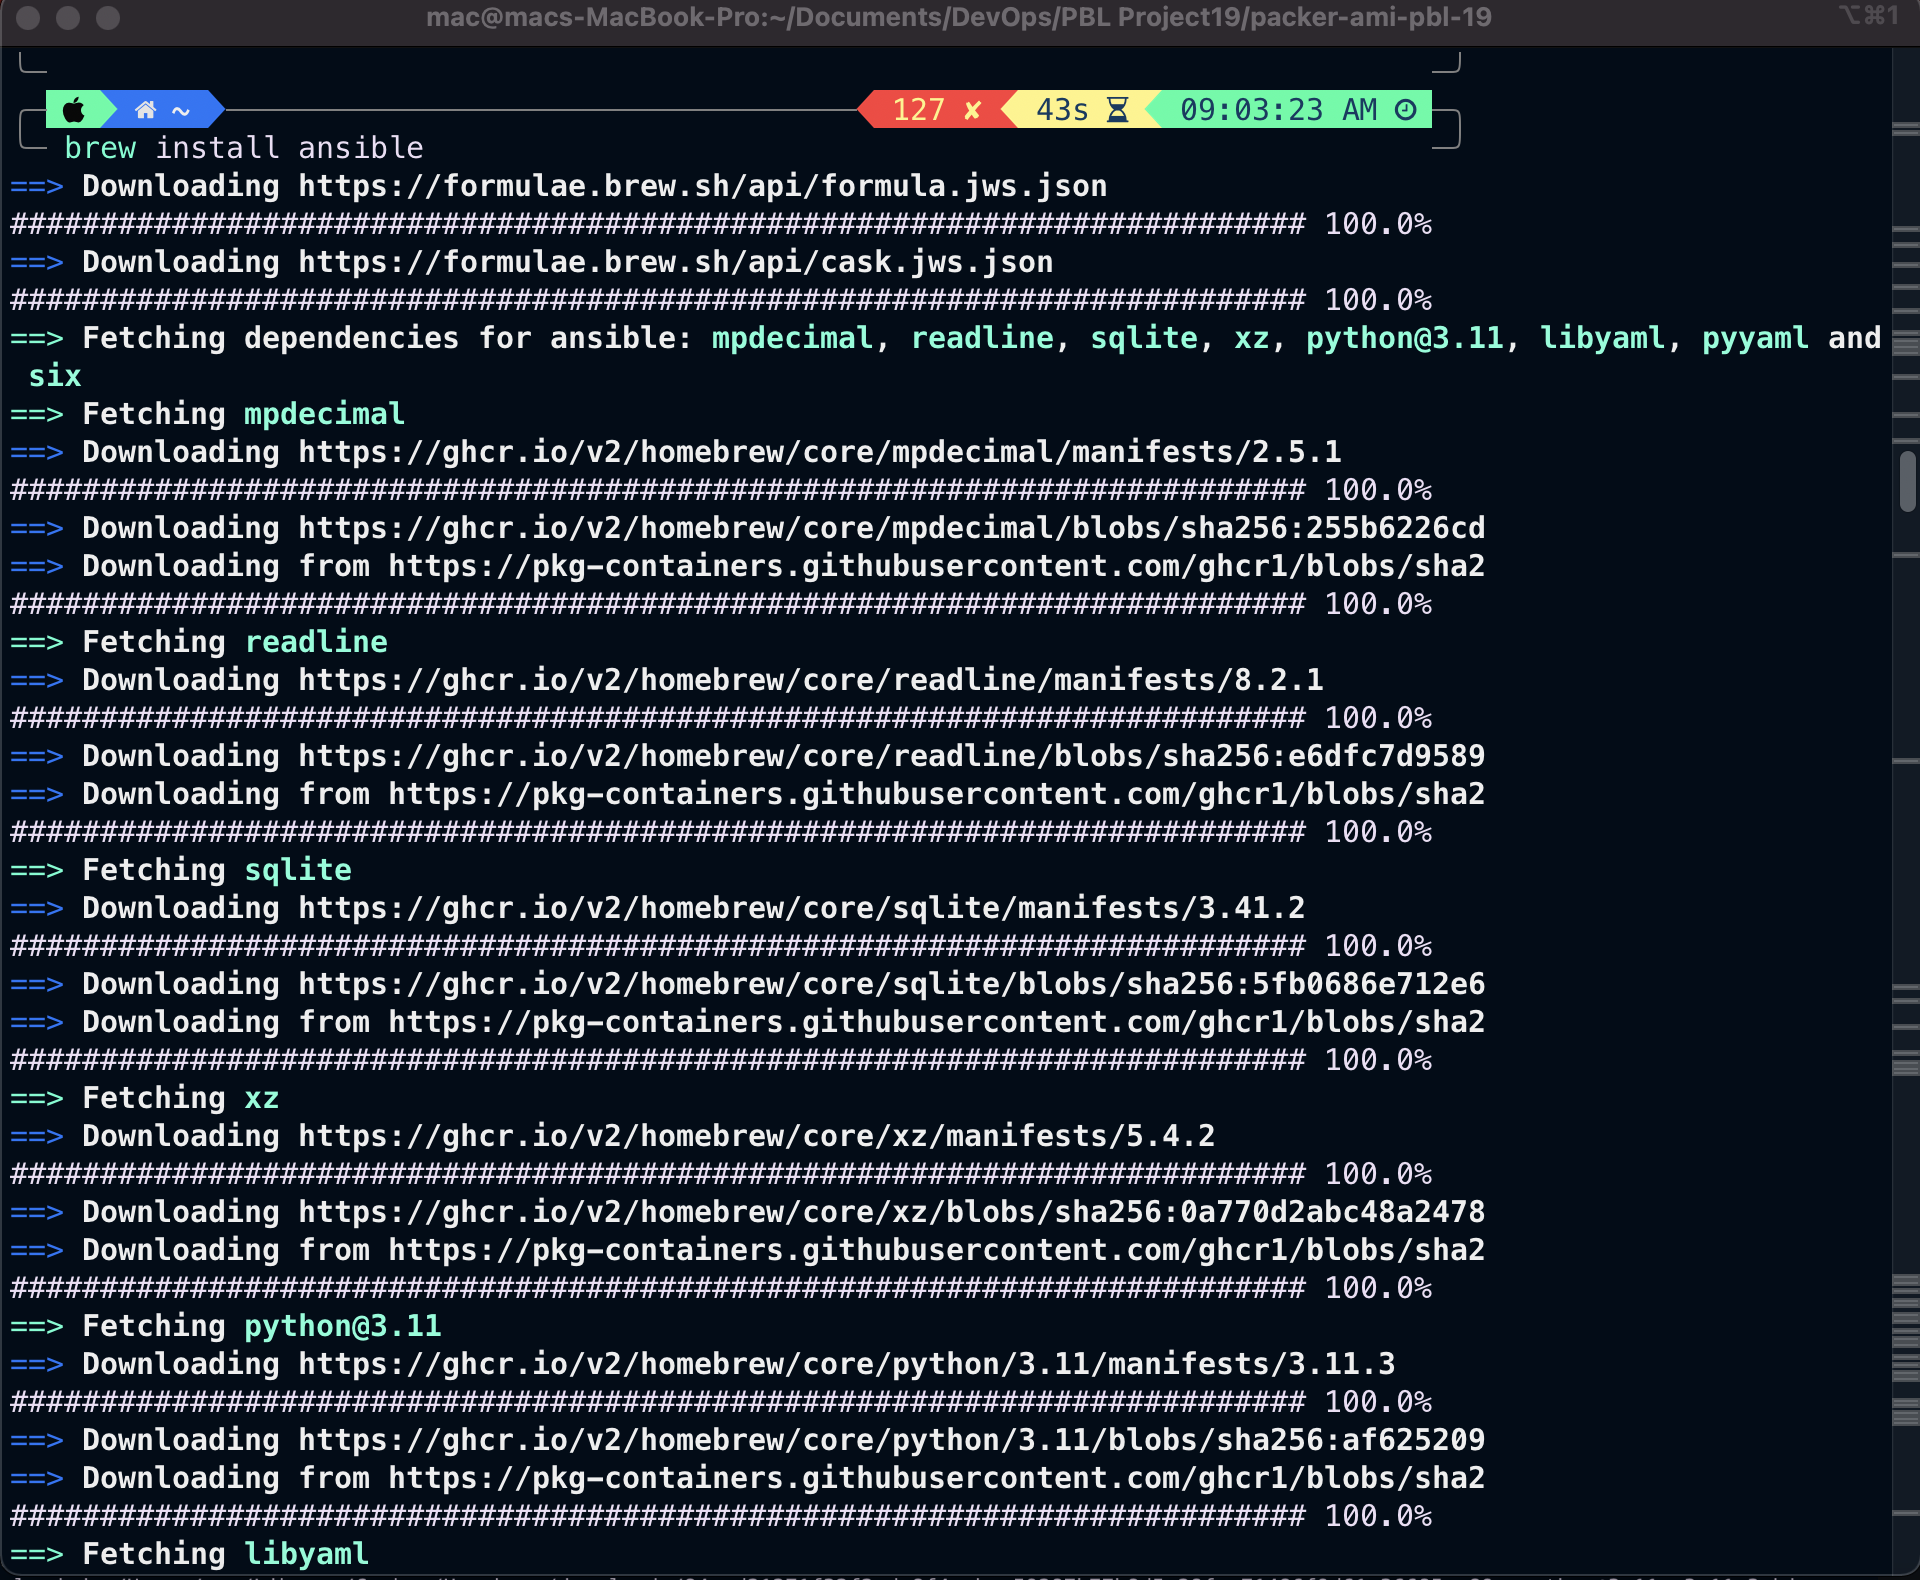 mac@macs-MacBook-Pro:~/Documents/DevOps/PBL Project19/packer-ami-pbl-19
⌥⌘1
~ 127 ✘ 43s 09:03:23 AM
brew install ansible
==> Downloading https://formulae.brew.sh/api/formula.jws.json
######################################################################## 100.0%
==> Downloading https://formulae.brew.sh/api/cask.jws.json
######################################################################## 100.0%
==> Fetching dependencies for ansible: mpdecimal, readline, sqlite, xz, python@3.11, libyaml, pyyaml and
six
==> Fetching mpdecimal
==> Downloading https://ghcr.io/v2/homebrew/core/mpdecimal/manifests/2.5.1
######################################################################## 100.0%
==> Downloading https://ghcr.io/v2/homebrew/core/mpdecimal/blobs/sha256:255b6226cd
==> Downloading from https://pkg-containers.githubusercontent.com/ghcr1/blobs/sha2
######################################################################## 100.0%
==> Fetching readline
==> Downloading https://ghcr.io/v2/homebrew/core/readline/manifests/8.2.1
######################################################################## 100.0%
==> Downloading https://ghcr.io/v2/homebrew/core/readline/blobs/sha256:e6dfc7d9589
==> Downloading from https://pkg-containers.githubusercontent.com/ghcr1/blobs/sha2
######################################################################## 100.0%
==> Fetching sqlite
==> Downloading https://ghcr.io/v2/homebrew/core/sqlite/manifests/3.41.2
######################################################################## 100.0%
==> Downloading https://ghcr.io/v2/homebrew/core/sqlite/blobs/sha256:5fb0686e712e6
==> Downloading from https://pkg-containers.githubusercontent.com/ghcr1/blobs/sha2
######################################################################## 100.0%
==> Fetching xz
==> Downloading https://ghcr.io/v2/homebrew/core/xz/manifests/5.4.2
######################################################################## 100.0%
==> Downloading https://ghcr.io/v2/homebrew/core/xz/blobs/sha256:0a770d2abc48a2478
==> Downloading from https://pkg-containers.githubusercontent.com/ghcr1/blobs/sha2
######################################################################## 100.0%
==> Fetching python@3.11
==> Downloading https://ghcr.io/v2/homebrew/core/python/3.11/manifests/3.11.3
######################################################################## 100.0%
==> Downloading https://ghcr.io/v2/homebrew/core/python/3.11/blobs/sha256:af625209
==> Downloading from https://pkg-containers.githubusercontent.com/ghcr1/blobs/sha2
######################################################################## 100.0%
==> Fetching libyaml